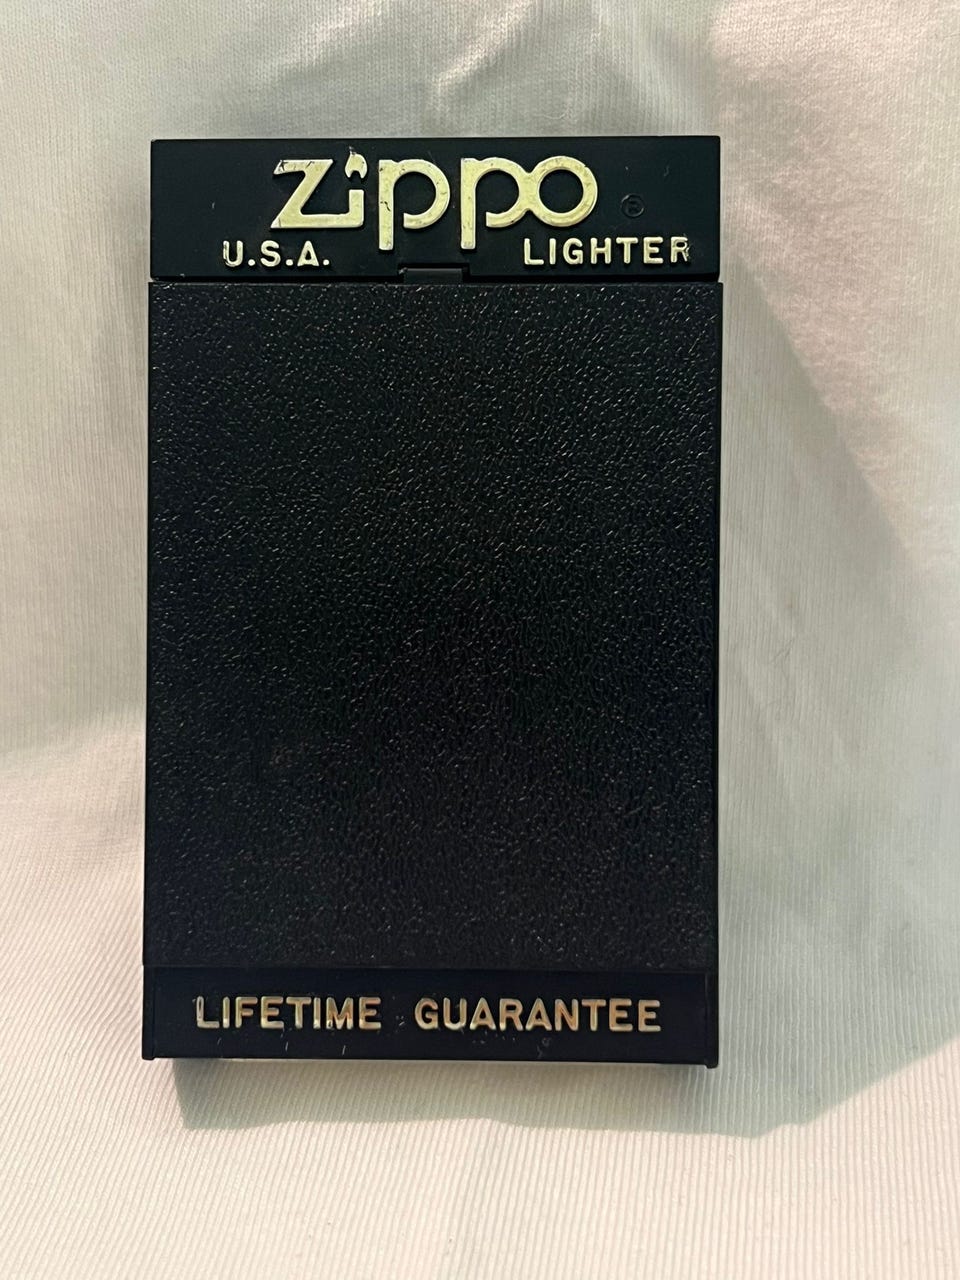 Zippo ®
U.S.A. LIGHTER
LIFETIME GUARANTEE